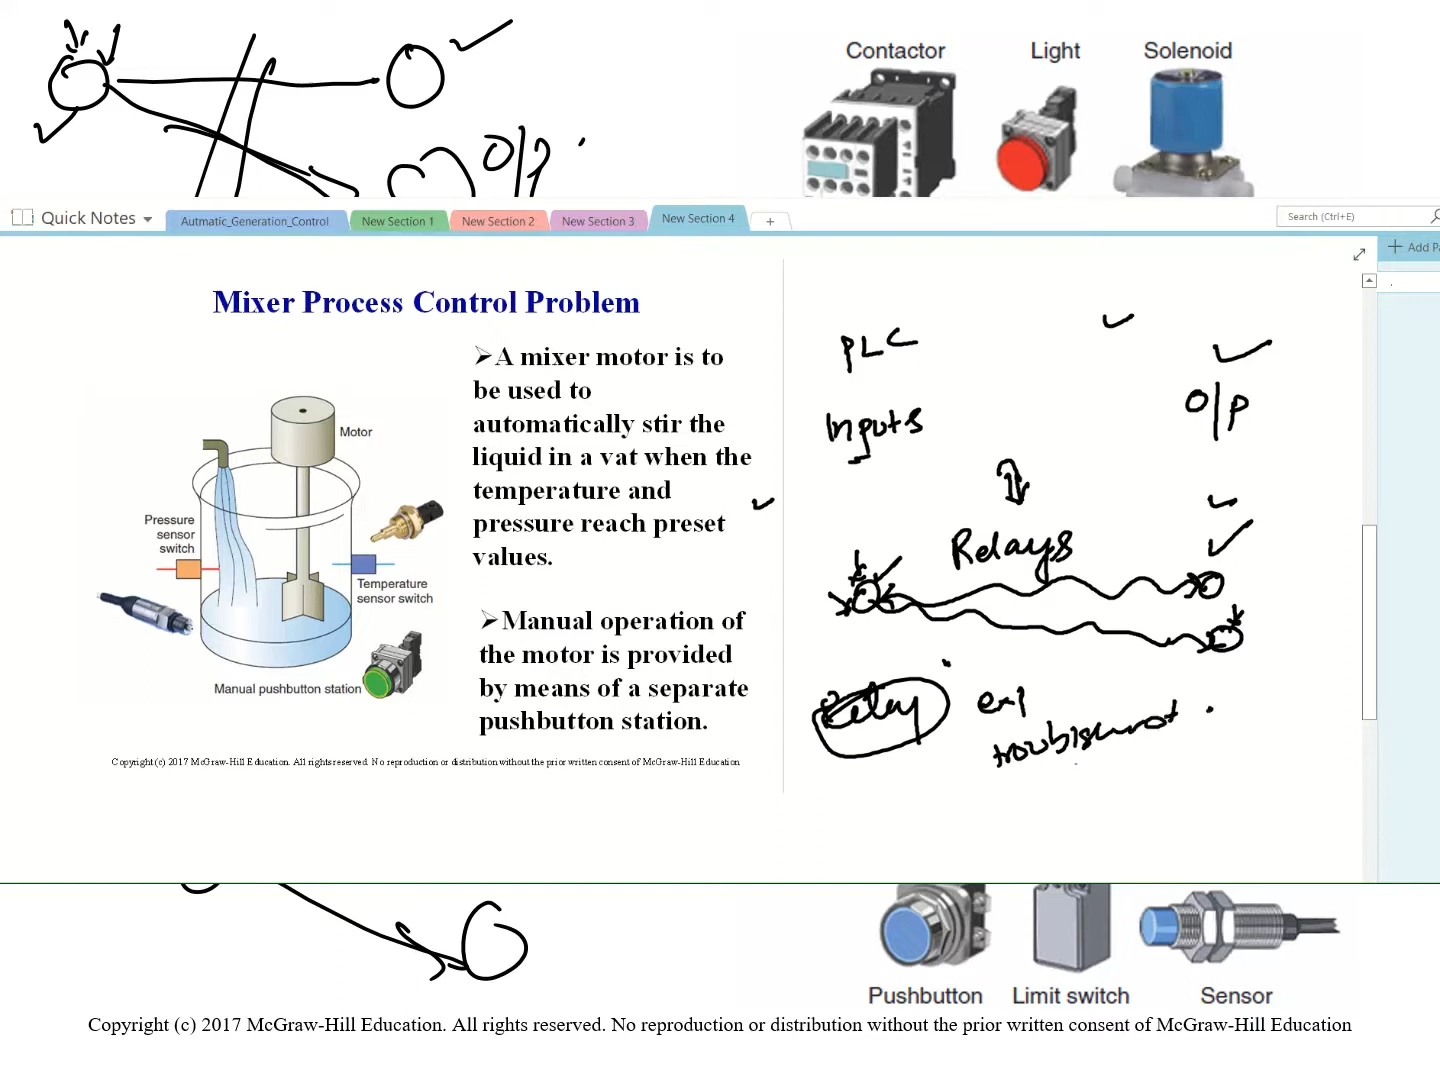 Contactor
Light
Solenoid
Quick Notes
Autmatic_Generation_Control
New Section 1
New Section 2
New Section 3
New Section 4
+
Search (Ctrl+E)
Mixer Process Control Problem
➢A mixer motor is to
be used to
automatically stir the
liquid in a vat when the
temperature and
pressure reach preset
values.
➢Manual operation of
the motor is provided
by means of a separate
pushbutton station.
Motor
Pressure
sensor
switch
Temperature
sensor switch
Manual pushbutton station
Copyright (c) 2017 McGraw-Hill Education. All rights reserved. No reproduction or distribution without the prior written consent of McGraw-Hill Education
PLC
Inputs
O/P
Relays
Relay
Add Pa
Pushbutton
Limit switch
Sensor
Copyright (c) 2017 McGraw-Hill Education. All rights reserved. No reproduction or distribution without the prior written consent of McGraw-Hill Education